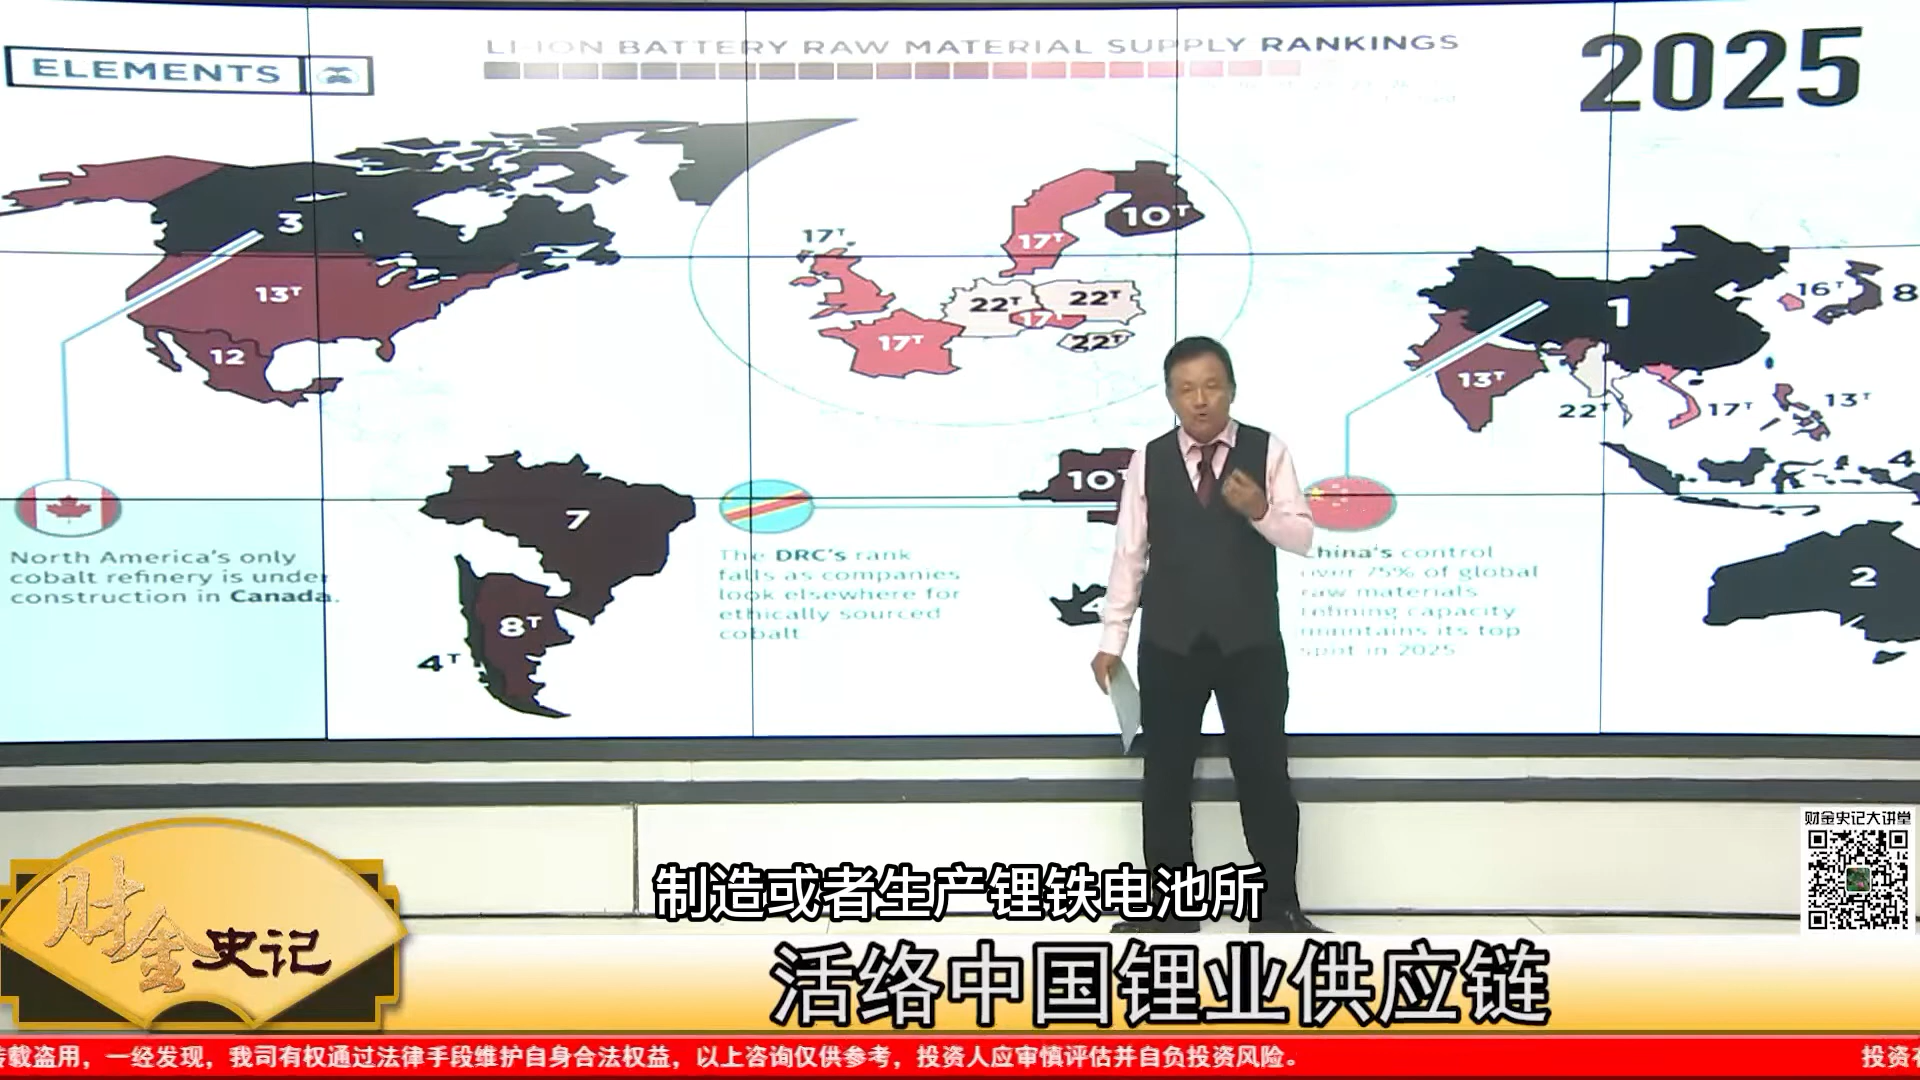 ELEMENTS
LI-ION BATTERY RAW MATERIAL SUPPLY RANKINGS
2025
3
13T
12
17T
17T
10T
22T
22T
17T
17T
22T
1
16T
8
13T
22T
17T
13T
4
2
7
8T
4T
10T
4
North America's only
cobalt refinery is under
construction in Canada.
The DRC's rank
falls as companies
look elsewhere for
ethically sourced
cobalt
China's control
over 75% of global
raw materials
refining capacity
maintains its top
spot in 2025
财金史记大讲堂
制造或者生产锂铁电池所
财金史记
活络中国锂业供应链
转载盗用，一经发现，我司有权通过法律手段维护自身合法权益，以上咨询仅供参考，投资人应审慎评估并自负投资风险。
投资有